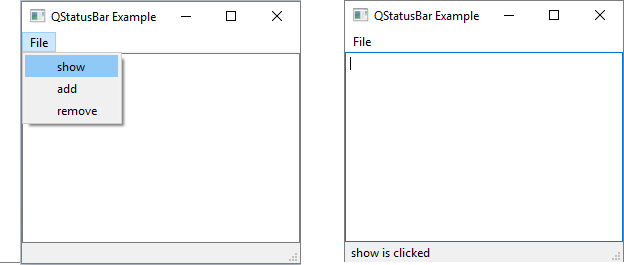 QStatusBar Example
File
show
add
remove
QStatusBar Example
File
show is clicked